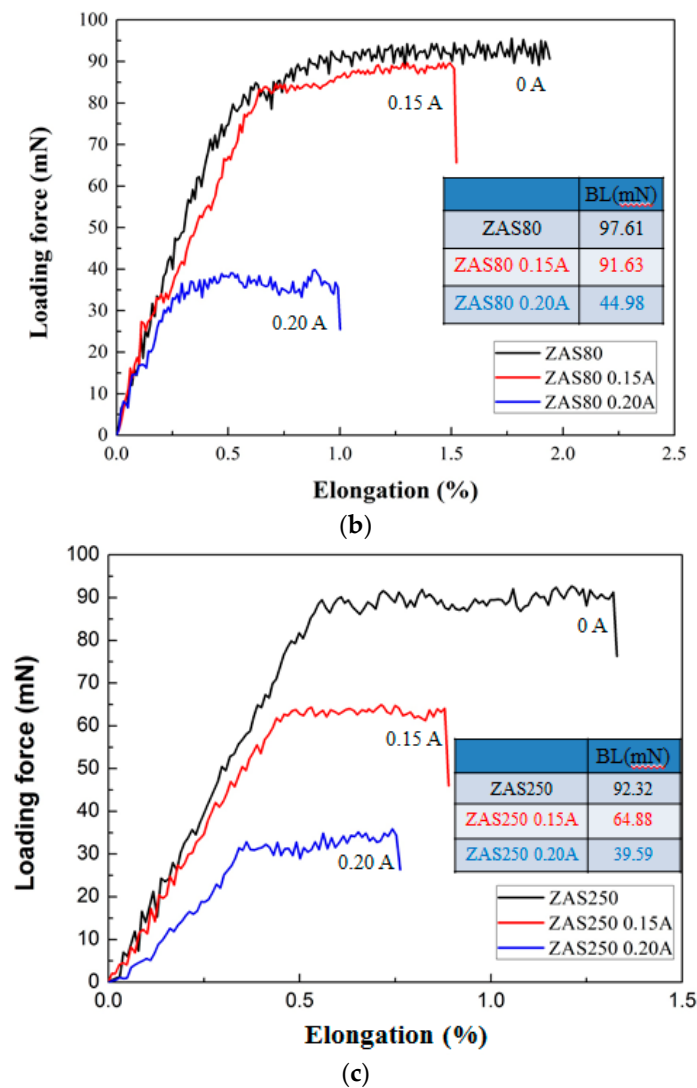 100
90
80
70
60
50
40
30
20
10
0
Loading force (mN)
0 A
0.15 A
0.20 A
BL(mN)
ZAS80 97.61
ZAS80 0.15A 91.63
ZAS80 0.20A 44.98
ZAS80
ZAS80 0.15A
ZAS80 0.20A
0.0 0.5 1.0 1.5 2.0 2.5
Elongation (%)
(b)
100
90
80
70
60
50
40
30
20
10
0
Loading force (mN)
0 A
0.15 A
0.20 A
BL(mN)
ZAS250 92.32
ZAS250 0.15A 64.88
ZAS250 0.20A 39.59
ZAS250
ZAS250 0.15A
ZAS250 0.20A
0.0 0.5 1.0 1.5
Elongation (%)
(c)